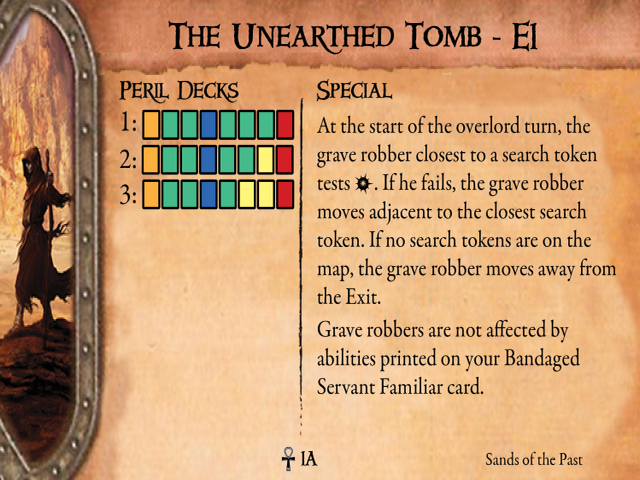 The Unearthed Tomb - E1
Peril Decks
1:
2:
3:
Special
At the start of the overlord turn, the
grave robber closest to a search token
tests . If he fails, the grave robber
moves adjacent to the closest search
token. If no search tokens are on the
map, the grave robber moves away from
the Exit.
Grave robbers are not affected by
abilities printed on your Bandaged
Servant Familiar card.
1A
Sands of the Past